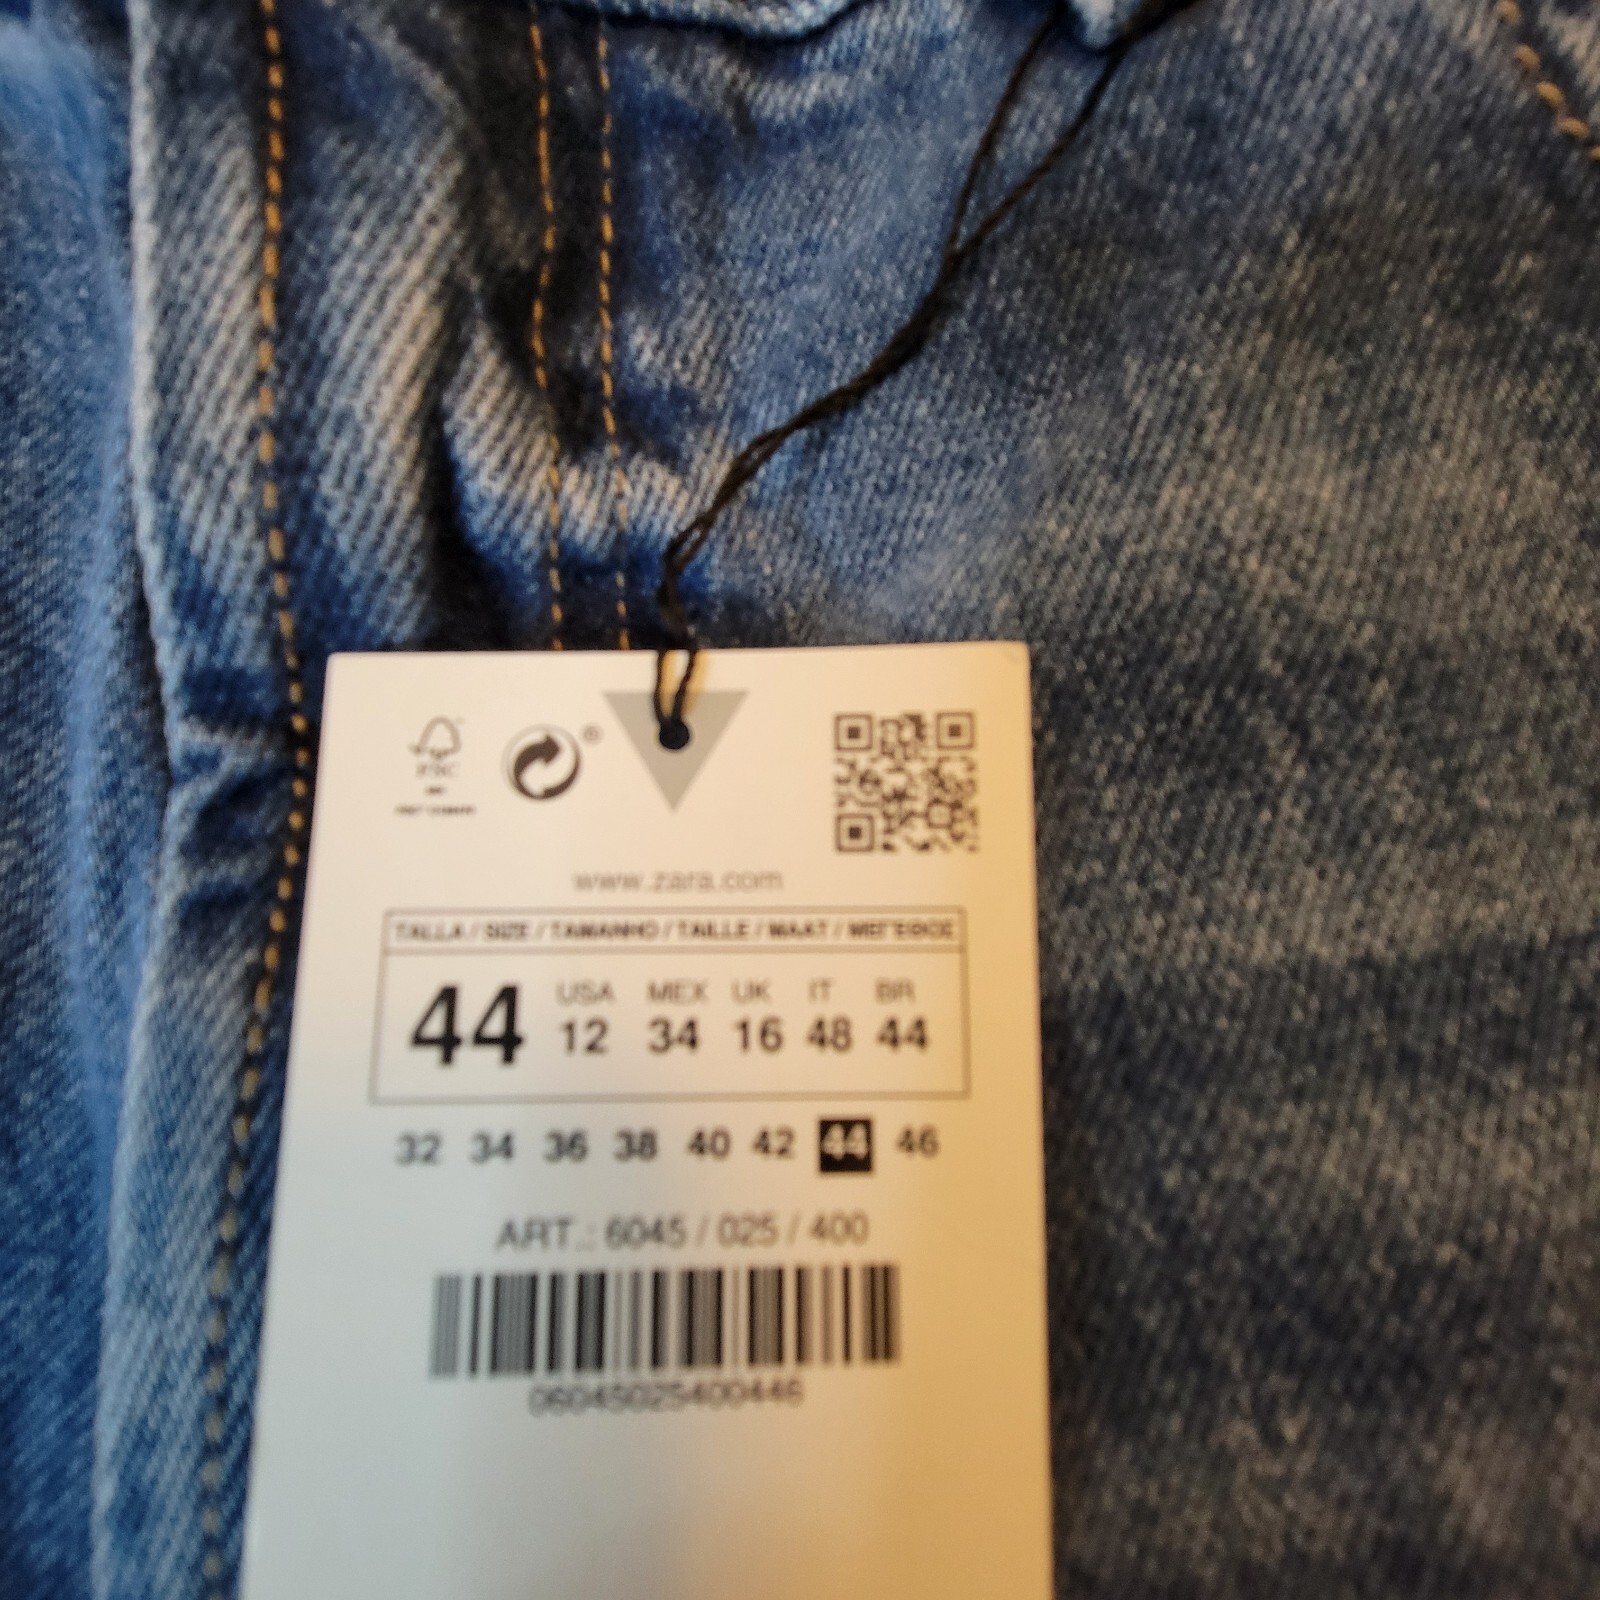 FSC
®
www.zara.com
TALLA / SIZE / TAMANHO / TAILLE / MAAT / ΜΕΓΕΘΟΣ
44
USA MEX UK IT BR
12 34 16 48 44
32 34 36 38 40 42 44 46
ART.: 6045 / 025 / 400
06045025400446